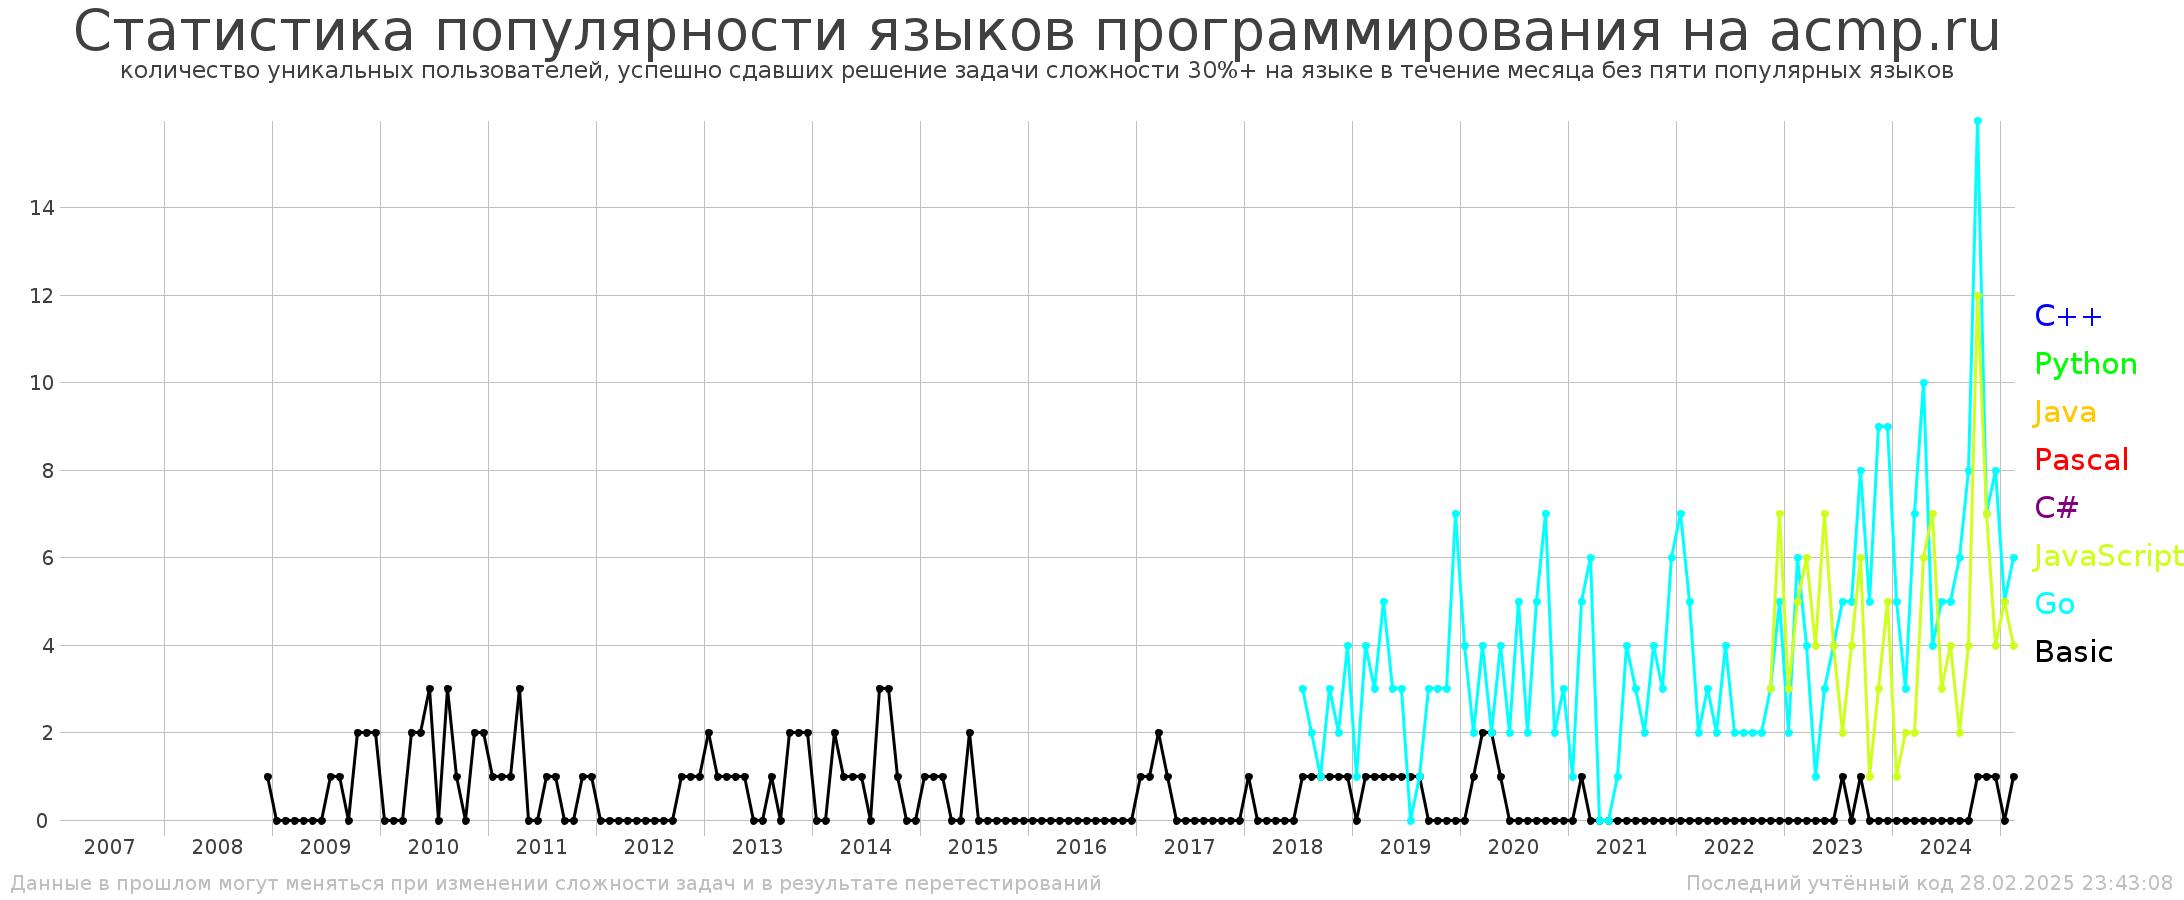 Статистика популярности языков программирования на acmp.ru
количество уникальных пользователей, успешно сдавших решение задачи сложности 30%+ на языке в течение месяца без пяти популярных языков
14
12
10
8
6
4
2
0
C++
Python
Java
Pascal
C#
JavaScript
Go
Basic
2007 2008 2009 2010 2011 2012 2013 2014 2015 2016 2017 2018 2019 2020 2021 2022 2023 2024
Данные в прошлом могут меняться при изменении сложности задач и в результате перетестирований
Последний учтённый код 28.02.2025 23:43:08